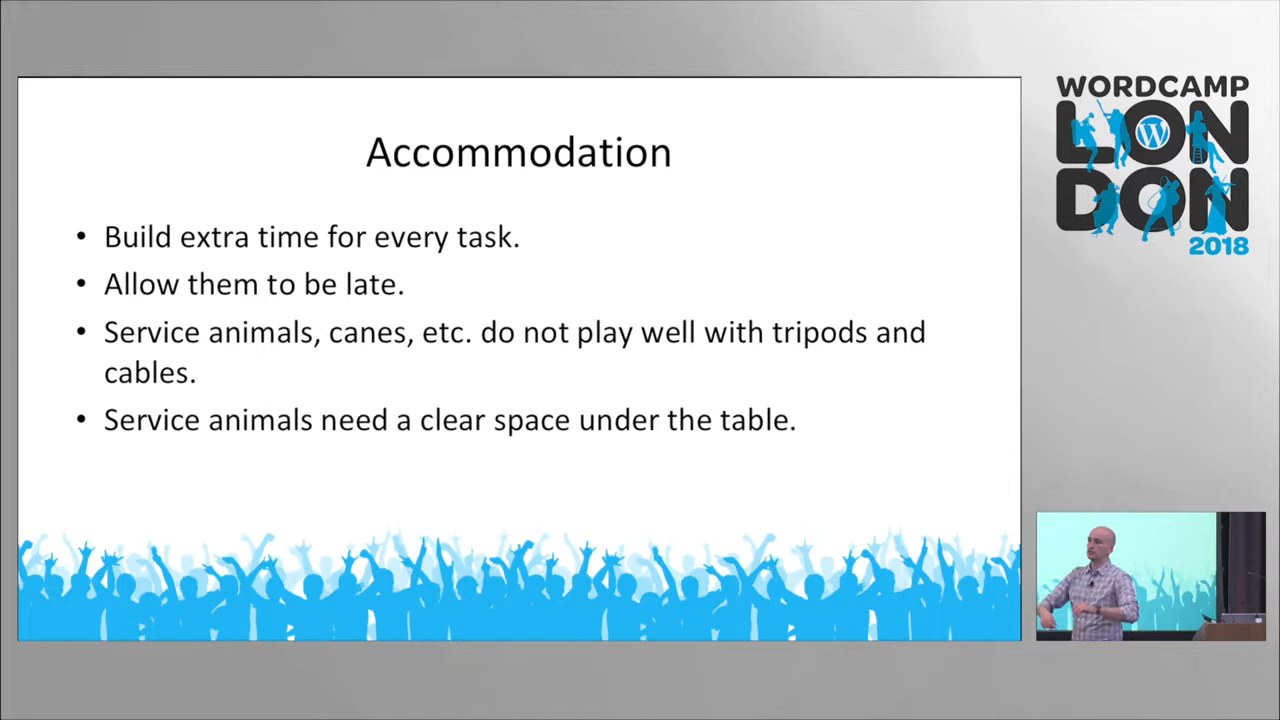 Accommodation
• Build extra time for every task.
• Allow them to be late.
• Service animals, canes, etc. do not play well with tripods and
cables.
• Service animals need a clear space under the table.
WORDCAMP
LON
DON
2018